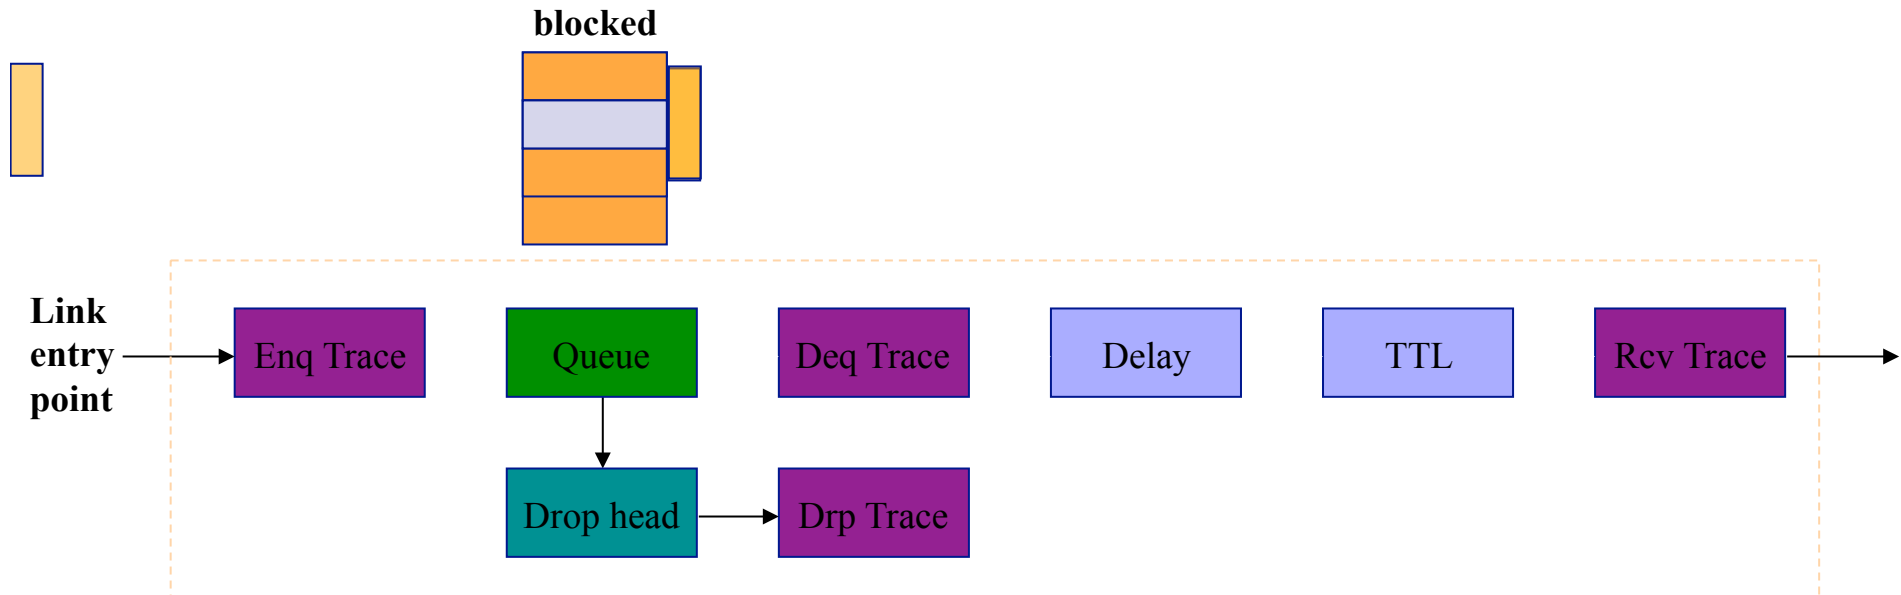 blocked
Link
entry
point
Enq Trace
Queue
Deq Trace
Delay
TTL
Rcv Trace
Drop head
Drp Trace